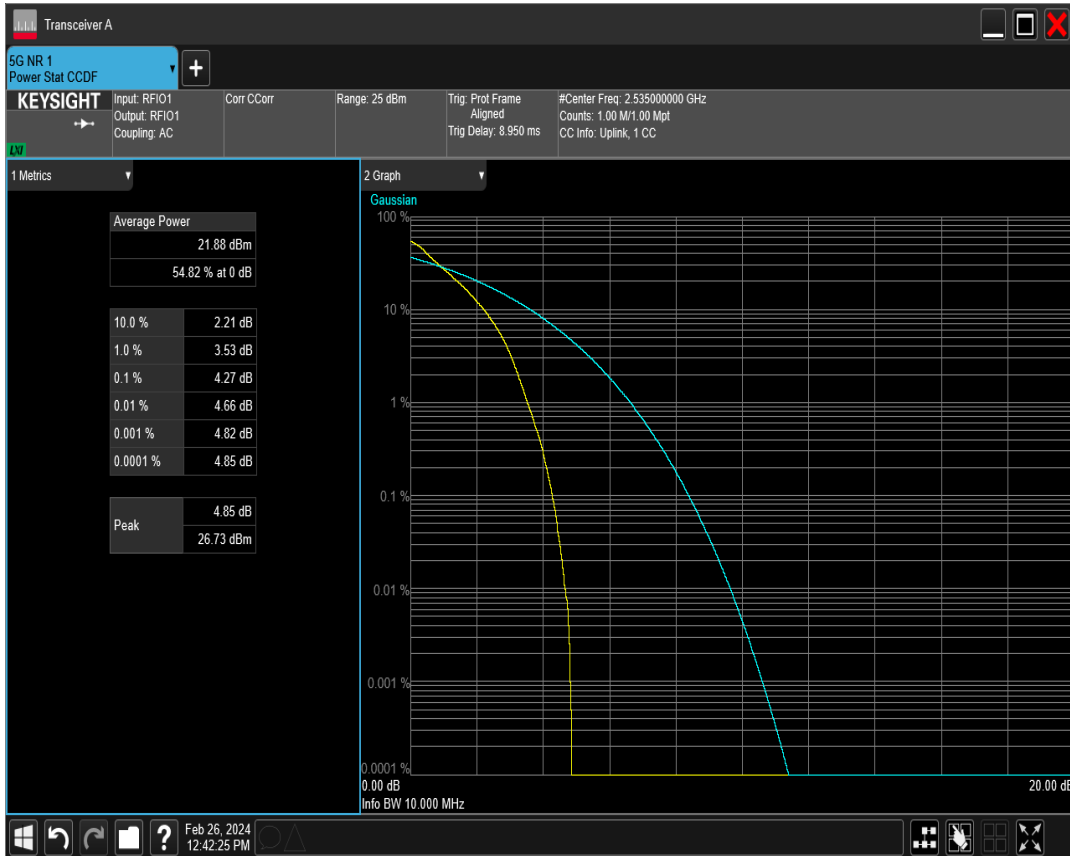 Transceiver A
5G NR 1
Power Stat CCDF
+
KEYSIGHT
LXI
Input: RFIO1
Output: RFIO1
Coupling: AC
Corr CCorr
Range: 25 dBm
Trig: Prot Frame
Aligned
Trig Delay: 8.950 ms
#Center Freq: 2.535000000 GHz
Counts: 1.00 M/1.00 Mpt
CC Info: Uplink, 1 CC
1 Metrics
Average Power
21.88 dBm
54.82 % at 0 dB
10.0 % 2.21 dB
1.0 % 3.53 dB
0.1 % 4.27 dB
0.01 % 4.66 dB
0.001 % 4.82 dB
0.0001 % 4.85 dB
Peak
4.85 dB
26.73 dBm
2 Graph
Gaussian
100 %
10 %
1 %
0.1 %
0.01 %
0.001 %
0.0001 %
0.00 dB 20.00 dB
Info BW 10.000 MHz
?
Feb 26, 2024
12:42:25 PM